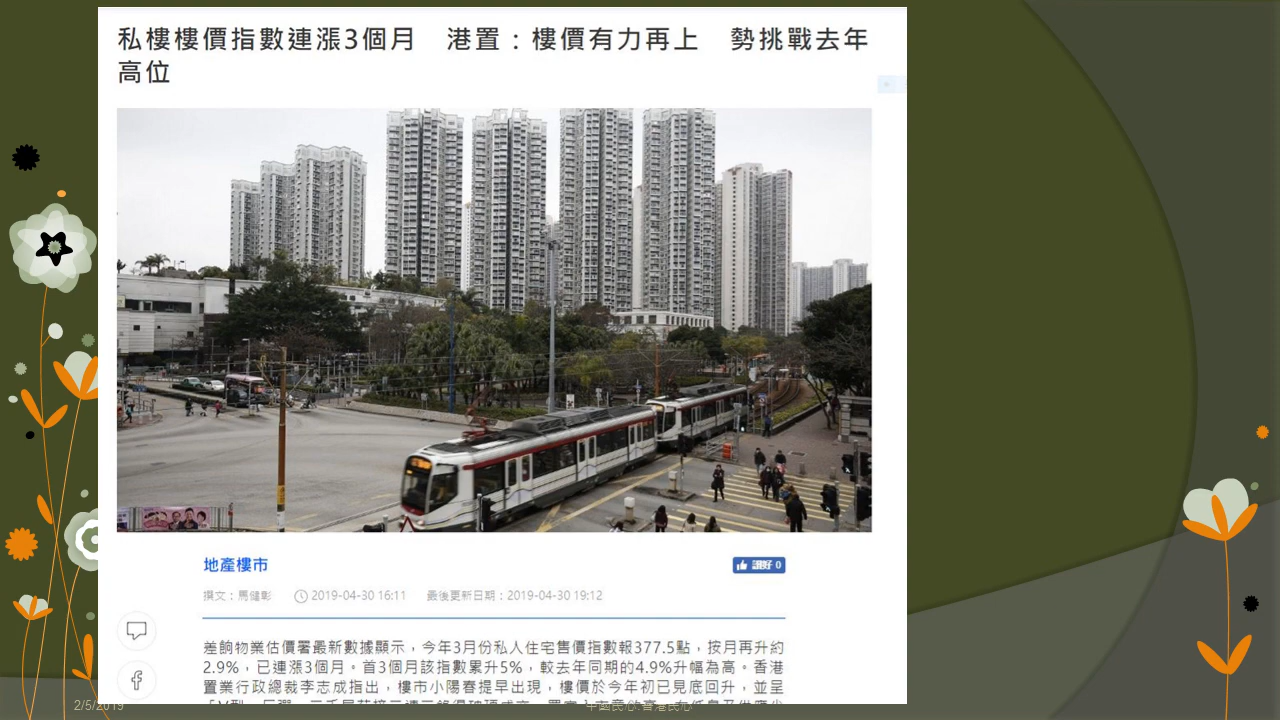 私樓樓價指數連漲3個月　港置：樓價有力再上　勢挑戰去年
高位
地產樓市
讚好 0
撰文：馬健彰
2019-04-30 16:11
最後更新日期：2019-04-30 19:12
差餉物業估價署最新數據顯示，今年3月份私人住宅售價指數報377.5點，按月再升約
2.9%，已連漲3個月。首3個月該指數累升5%，較去年同期的4.9%升幅為高。香港
置業行政總裁李志成指出，樓市小陽春提早出現，樓價於今年初已見底回升，並呈
2/5/2019